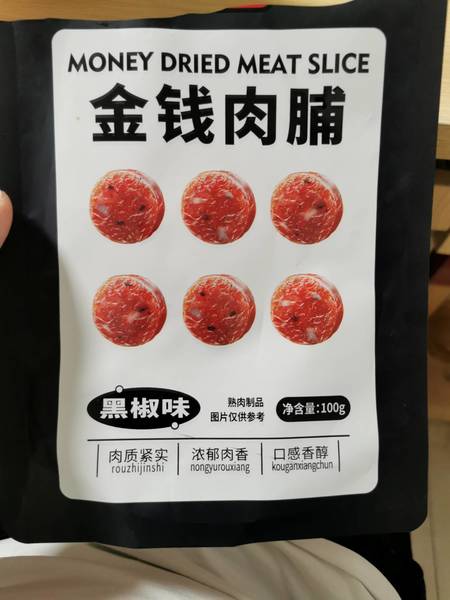 MONEY DRIED MEAT SLICE
金钱肉脯
黑椒味
熟肉制品
图片仅供参考
净含量:100g
肉质紧实 浓郁肉香 口感香醇
rouzhijinshi nongyurouxiang kouganxiangchun